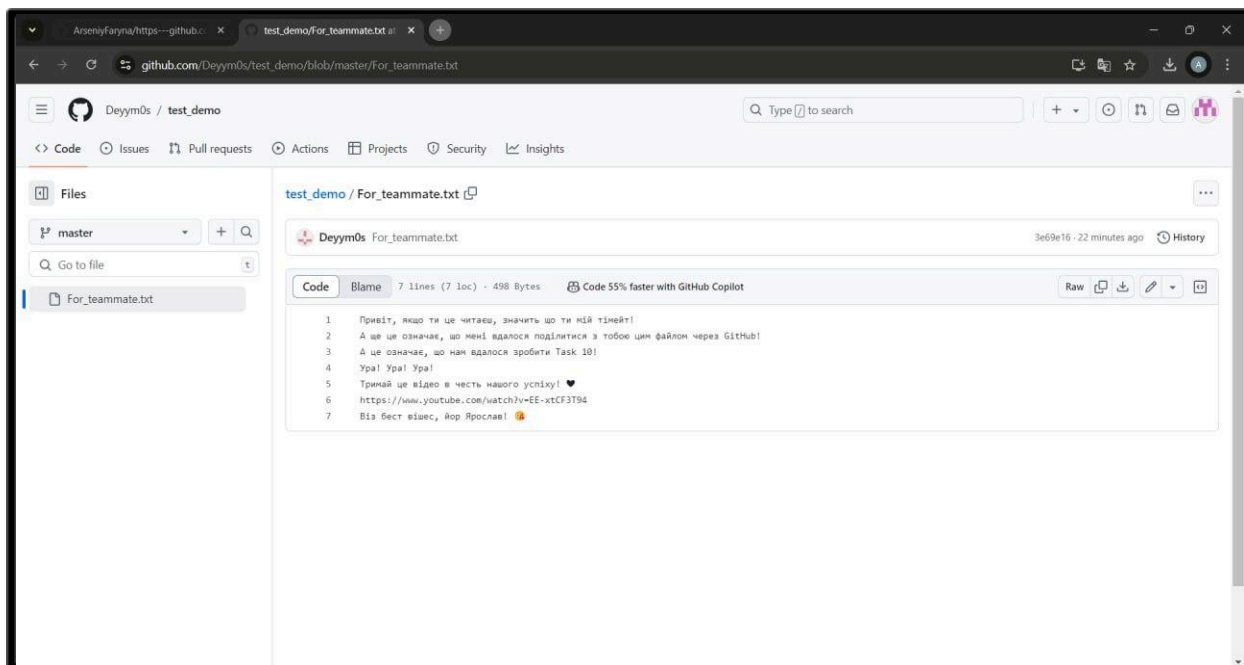 ArseniyFaryna/https---github.c
test_demo/For_teammate.txt at
github.com/Deyym0s/test_demo/blob/master/For_teammate.txt
A
Deyym0s / test_demo
Type / to search
Code Issues Pull requests Actions Projects Security Insights
Files
test_demo / For_teammate.txt
master
Deyym0s For_teammate.txt
3e69e16 · 22 minutes ago History
Go to file t
Code Blame 7 lines (7 loc) · 498 Bytes Code 55% faster with GitHub Copilot
Raw
For_teammate.txt
1 Привіт, якщо ти це читаєш, значить що ти мій тімейт!
2 А ще це означає, що мені вдалося поділитися з тобою цим файлом через GitHub!
3 А це означає, що нам вдалося зробити Task 10!
4 Ура! Ура! Ура!
5 Тримай це відео в честь нашого успіху! 🖤
6 https://www.youtube.com/watch?v=EE-xtCF3T94
7 Віз бест вішес, йор Ярослав! 😘